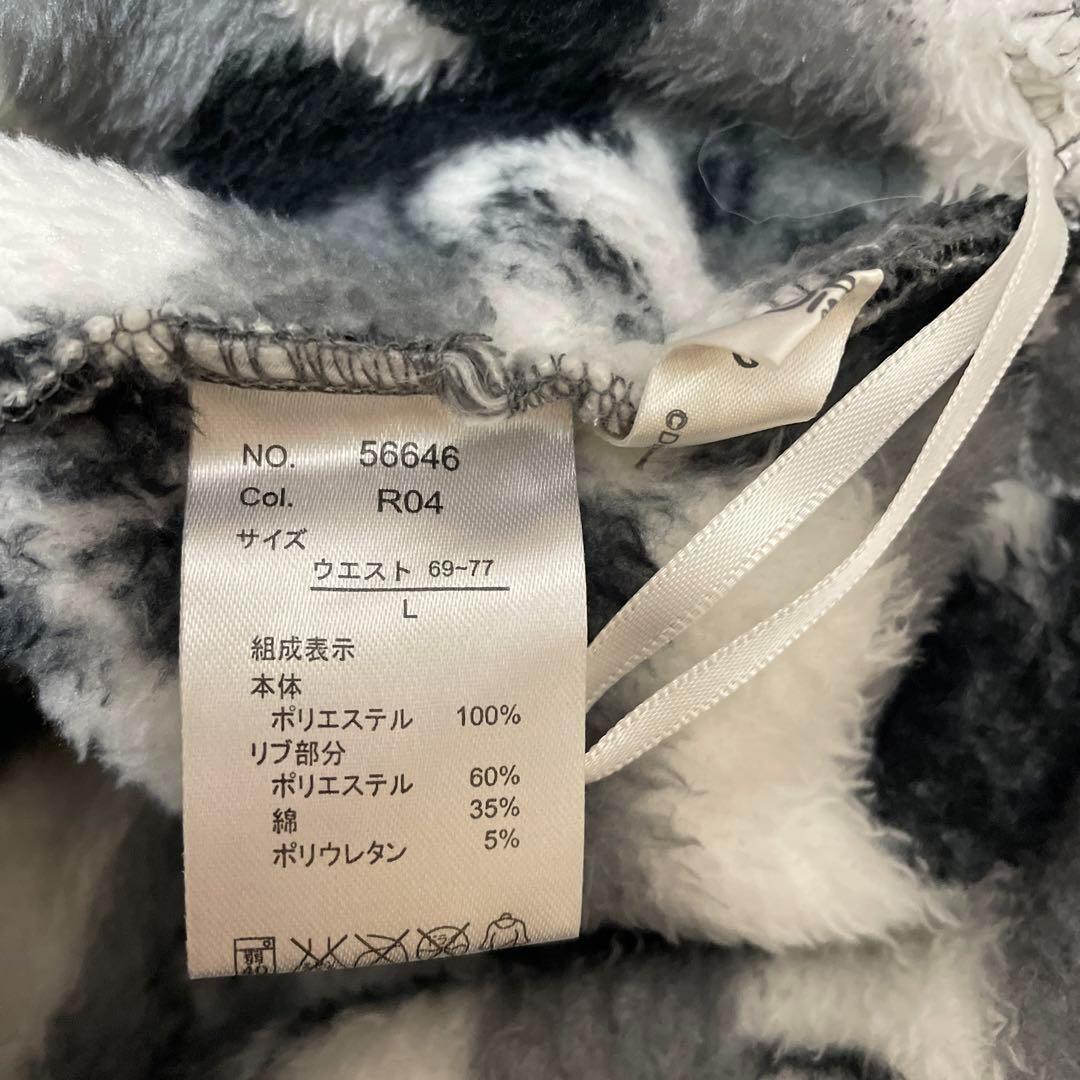 NO. 56646
Col. R04
サイズ
ウエスト 69~77
L
組成表示
本体
ポリエステル 100%
リブ部分
ポリエステル 60%
綿 35%
ポリウレタン 5%
弱
40
©D